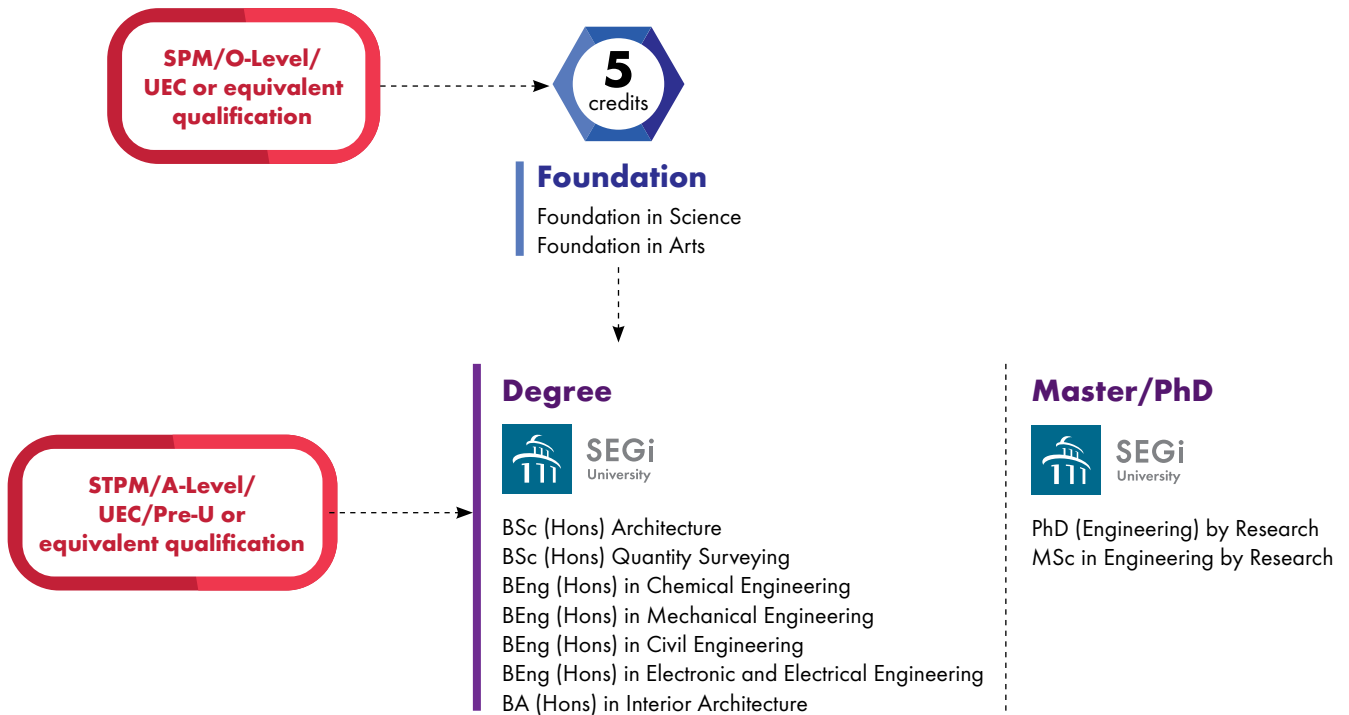 SPM/O-Level/
UEC or equivalent
qualification
5
credits
Foundation
Foundation in Science
Foundation in Arts
STPM/A-Level/
UEC/Pre-U or
equivalent qualification
Degree
SEGi
University
BSc (Hons) Architecture
BSc (Hons) Quantity Surveying
BEng (Hons) in Chemical Engineering
BEng (Hons) in Mechanical Engineering
BEng (Hons) in Civil Engineering
BEng (Hons) in Electronic and Electrical Engineering
BA (Hons) in Interior Architecture
Master/PhD
SEGi
University
PhD (Engineering) by Research
MSc in Engineering by Research